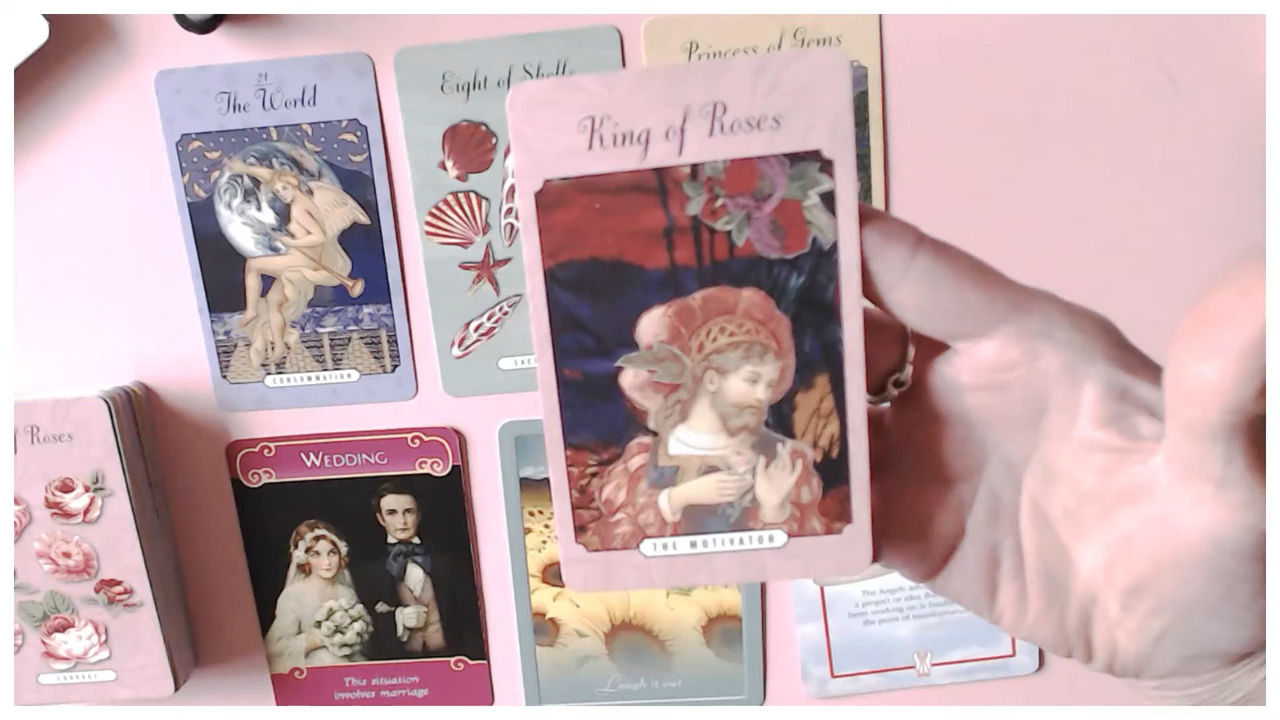 21
The World
CONSUMMATION
Eight of Shells
Princess of Gems
King of Roses
THE MOTIVATOR
Roses
WEDDING
This situation
involves marriage
Laugh it out
The Angels
a project or idea
been working on is finally
the point of